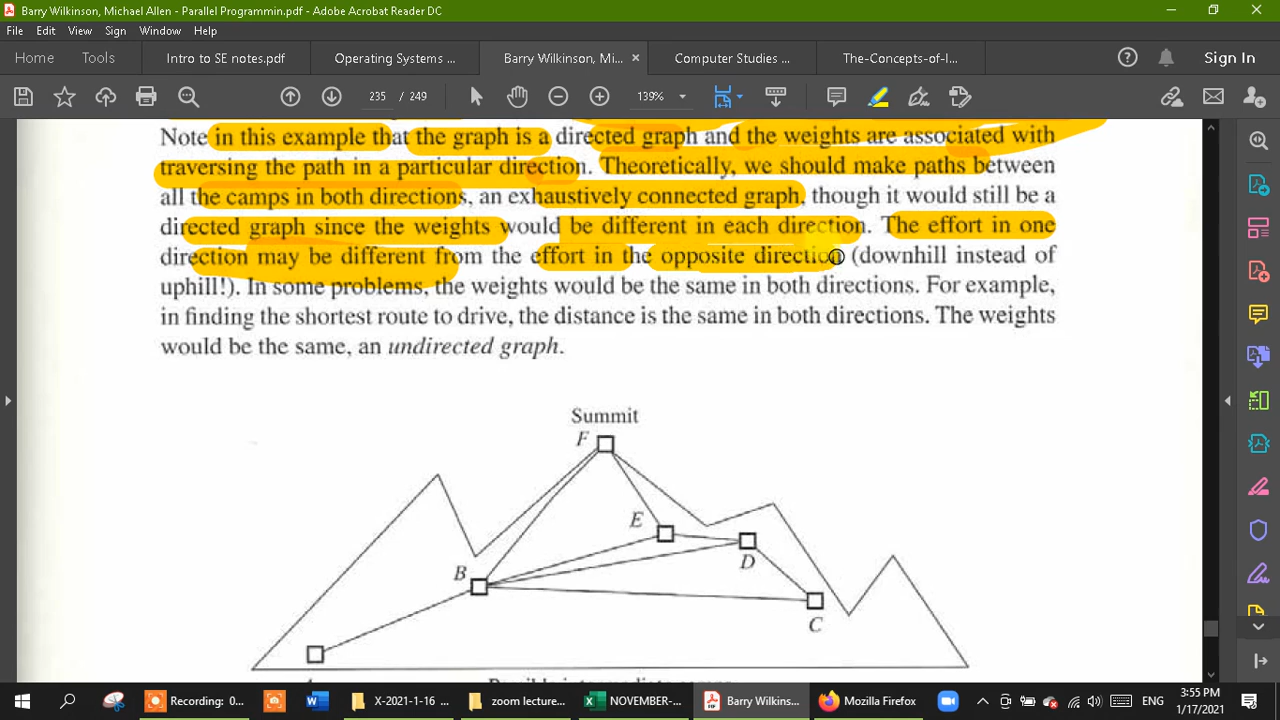 Barry Wilkinson, Michael Allen - Parallel Programmin.pdf - Adobe Acrobat Reader DC
File Edit View Sign Window Help
Home Tools Intro to SE notes.pdf Operating Systems ... Barry Wilkinson, Mi... × Computer Studies ... The-Concepts-of-I... Sign In
235 / 249 139%
Note in this example that the graph is a directed graph and the weights are associated with
traversing the path in a particular direction. Theoretically, we should make paths between
all the camps in both directions, an exhaustively connected graph, though it would still be a
directed graph since the weights would be different in each direction. The effort in one
direction may be different from the effort in the opposite direction (downhill instead of
uphill!). In some problems, the weights would be the same in both directions. For example,
in finding the shortest route to drive, the distance is the same in both directions. The weights
would be the same, an undirected graph.
Summit
F
E
D
B
C
Recording: 0... X-2021-1-16 zoom lecture... NOVEMBER-... Barry Wilkins... Mozilla Firefox ENG 3:55 PM
1/17/2021